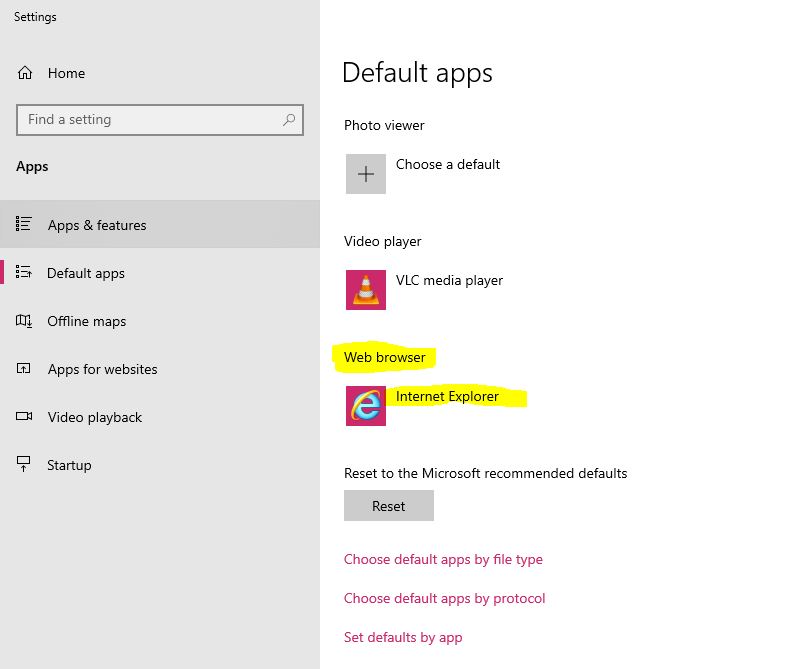 Settings
Home
Find a setting
Apps
Apps & features
Default apps
Offline maps
Apps for websites
Video playback
Startup
Default apps
Photo viewer
Choose a default
Video player
VLC media player
Web browser
Internet Explorer
Reset to the Microsoft recommended defaults
Reset
Choose default apps by file type
Choose default apps by protocol
Set defaults by app